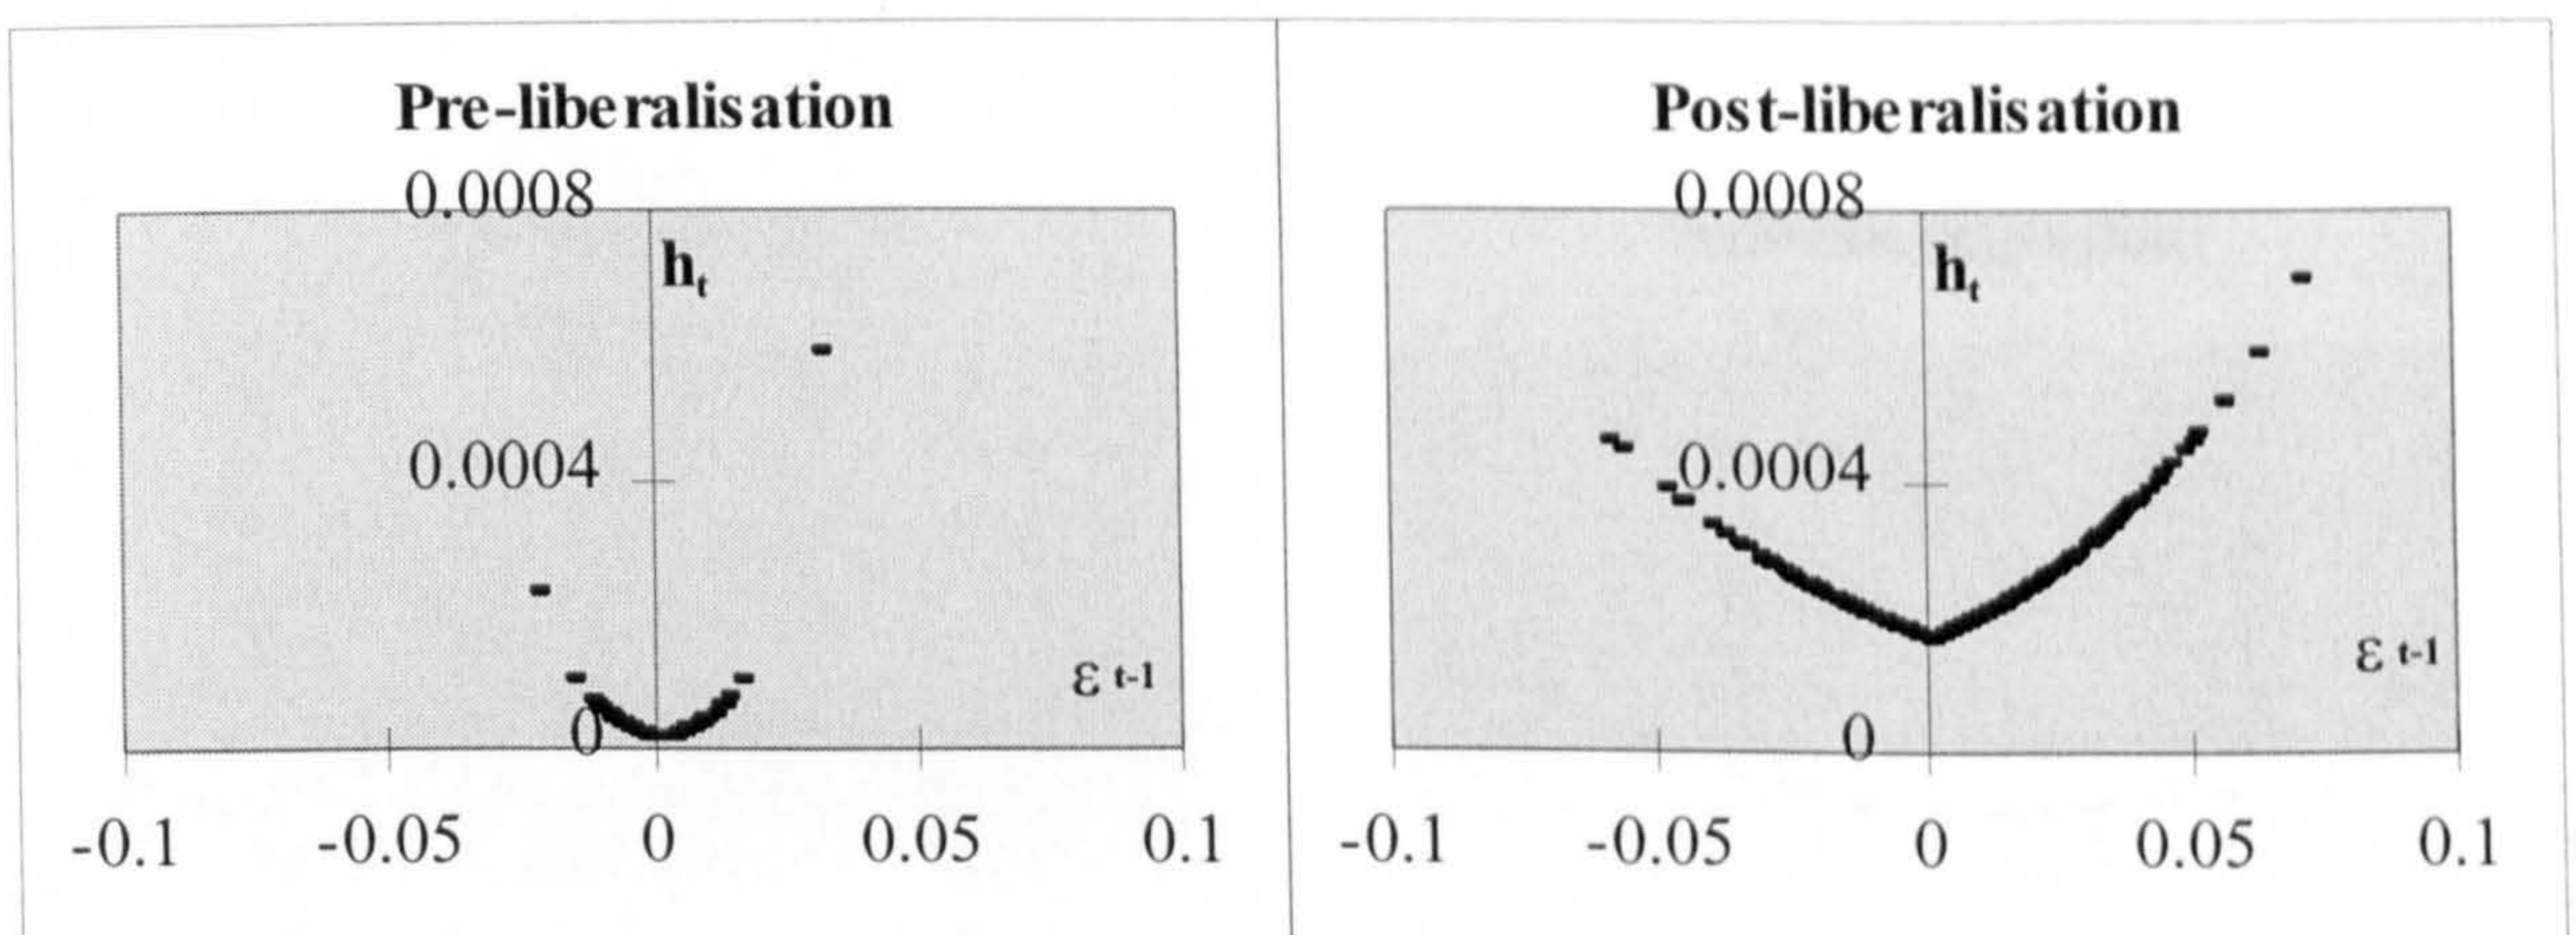 Pre-liberalisation
0.0008
h_t
0.0004
ε t-1
0
-0.1 -0.05 0 0.05 0.1
Post-liberalisation
0.0008
h_t
0.0004
ε t-1
0
-0.1 -0.05 0 0.05 0.1